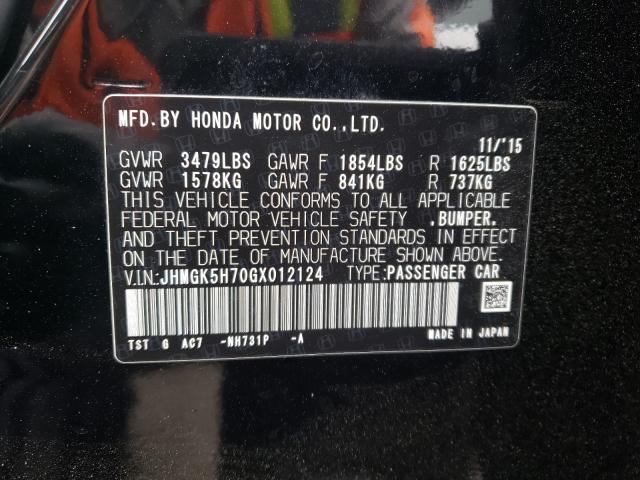 MFD.BY HONDA MOTOR CO.,LTD.
11/'15
GVWR 3479LBS GAWR F 1854LBS R 1625LBS
GVWR 1578KG GAWR F 841KG R 737KG
THIS VEHICLE CONFORMS TO ALL APPLICABLE
FEDERAL MOTOR VEHICLE SAFETY ,BUMPER,
AND THEFT PREVENTION STANDARDS IN EFFECT
ON THE DATE OF MANUFACTURE SHOWN ABOVE.
V.IN:JHMGK5H70GX012124 TYPE:PASSENGER CAR
TST G AC7 -NH731P -A
MADE IN JAPAN